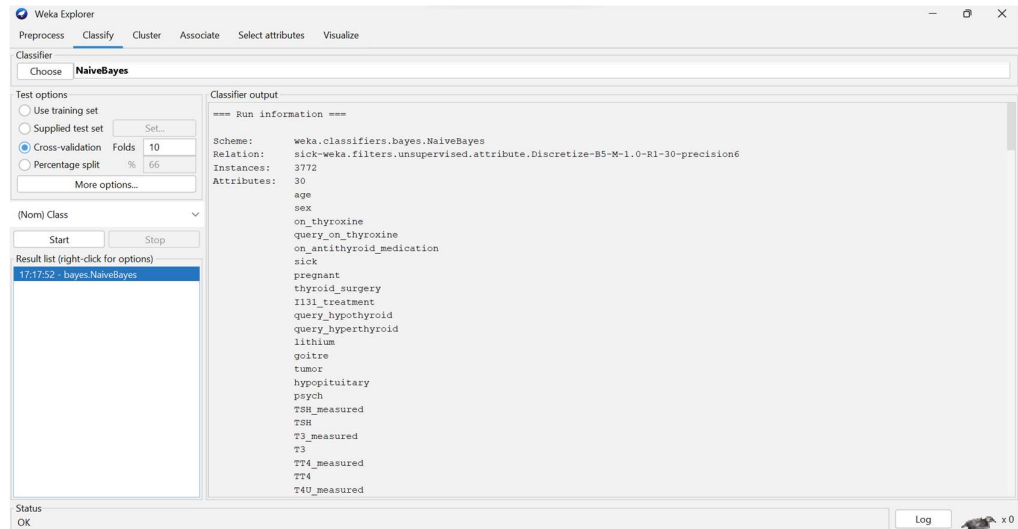 Weka Explorer
Preprocess Classify Cluster Associate Select attributes Visualize
Classifier
Choose NaiveBayes
Test options
Use training set
Supplied test set Set...
Cross-validation Folds 10
Percentage split % 66
More options...
(Nom) Class
Start Stop
Result list (right-click for options)
17:17:52 - bayes.NaiveBayes
Classifier output
=== Run information ===
Scheme: weka.classifiers.bayes.NaiveBayes
Relation: sick-weka.filters.unsupervised.attribute.Discretize-B5-M-1.0-R1-30-precision6
Instances: 3772
Attributes: 30
age
sex
on_thyroxine
query_on_thyroxine
on_antithyroid_medication
sick
pregnant
thyroid_surgery
I131_treatment
query_hypothyroid
query_hyperthyroid
lithium
goitre
tumor
hypopituitary
psych
TSH_measured
TSH
T3_measured
T3
TT4_measured
TT4
T4U_measured
Status
OK
Log x 0